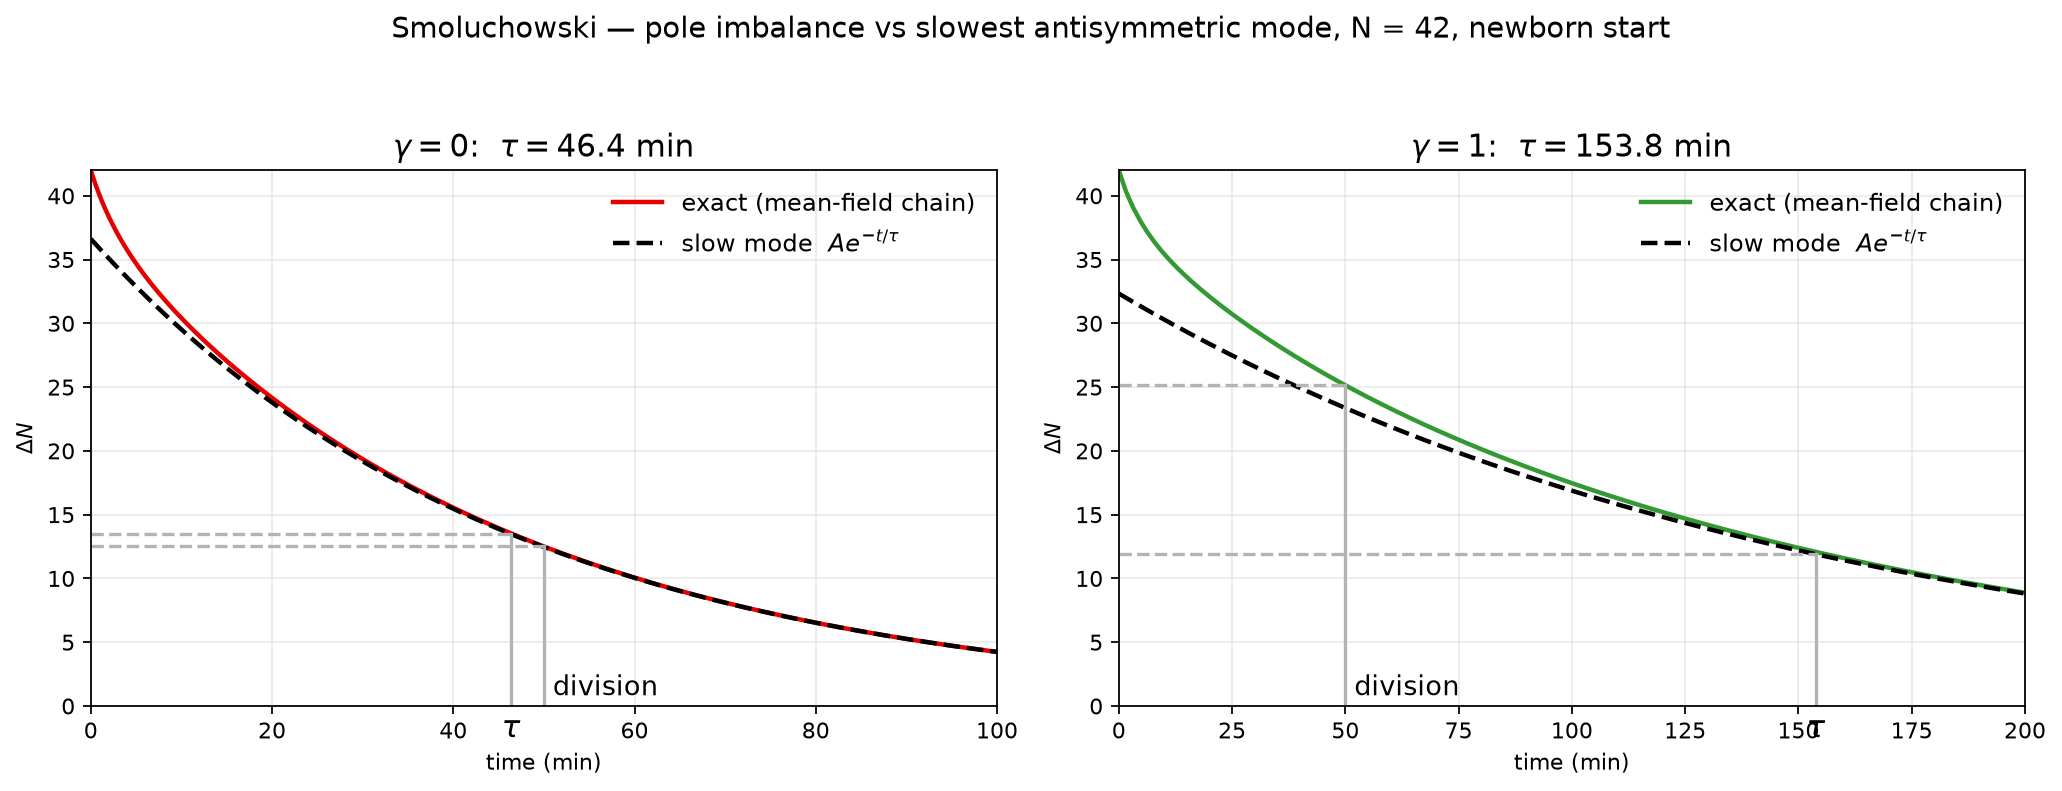 Smoluchowski — pole imbalance vs slowest antisymmetric mode, N = 42, newborn start
γ = 0: τ = 46.4 min
exact (mean-field chain)
slow mode Ae^{−t/τ}
ΔN
40
35
30
25
20
15
10
5
0
division
0 20 40 τ 60 80 100
time (min)
γ = 1: τ = 153.8 min
exact (mean-field chain)
slow mode Ae^{−t/τ}
ΔN
40
35
30
25
20
15
10
5
0
division
0 25 50 75 100 125 150 τ 175 200
time (min)